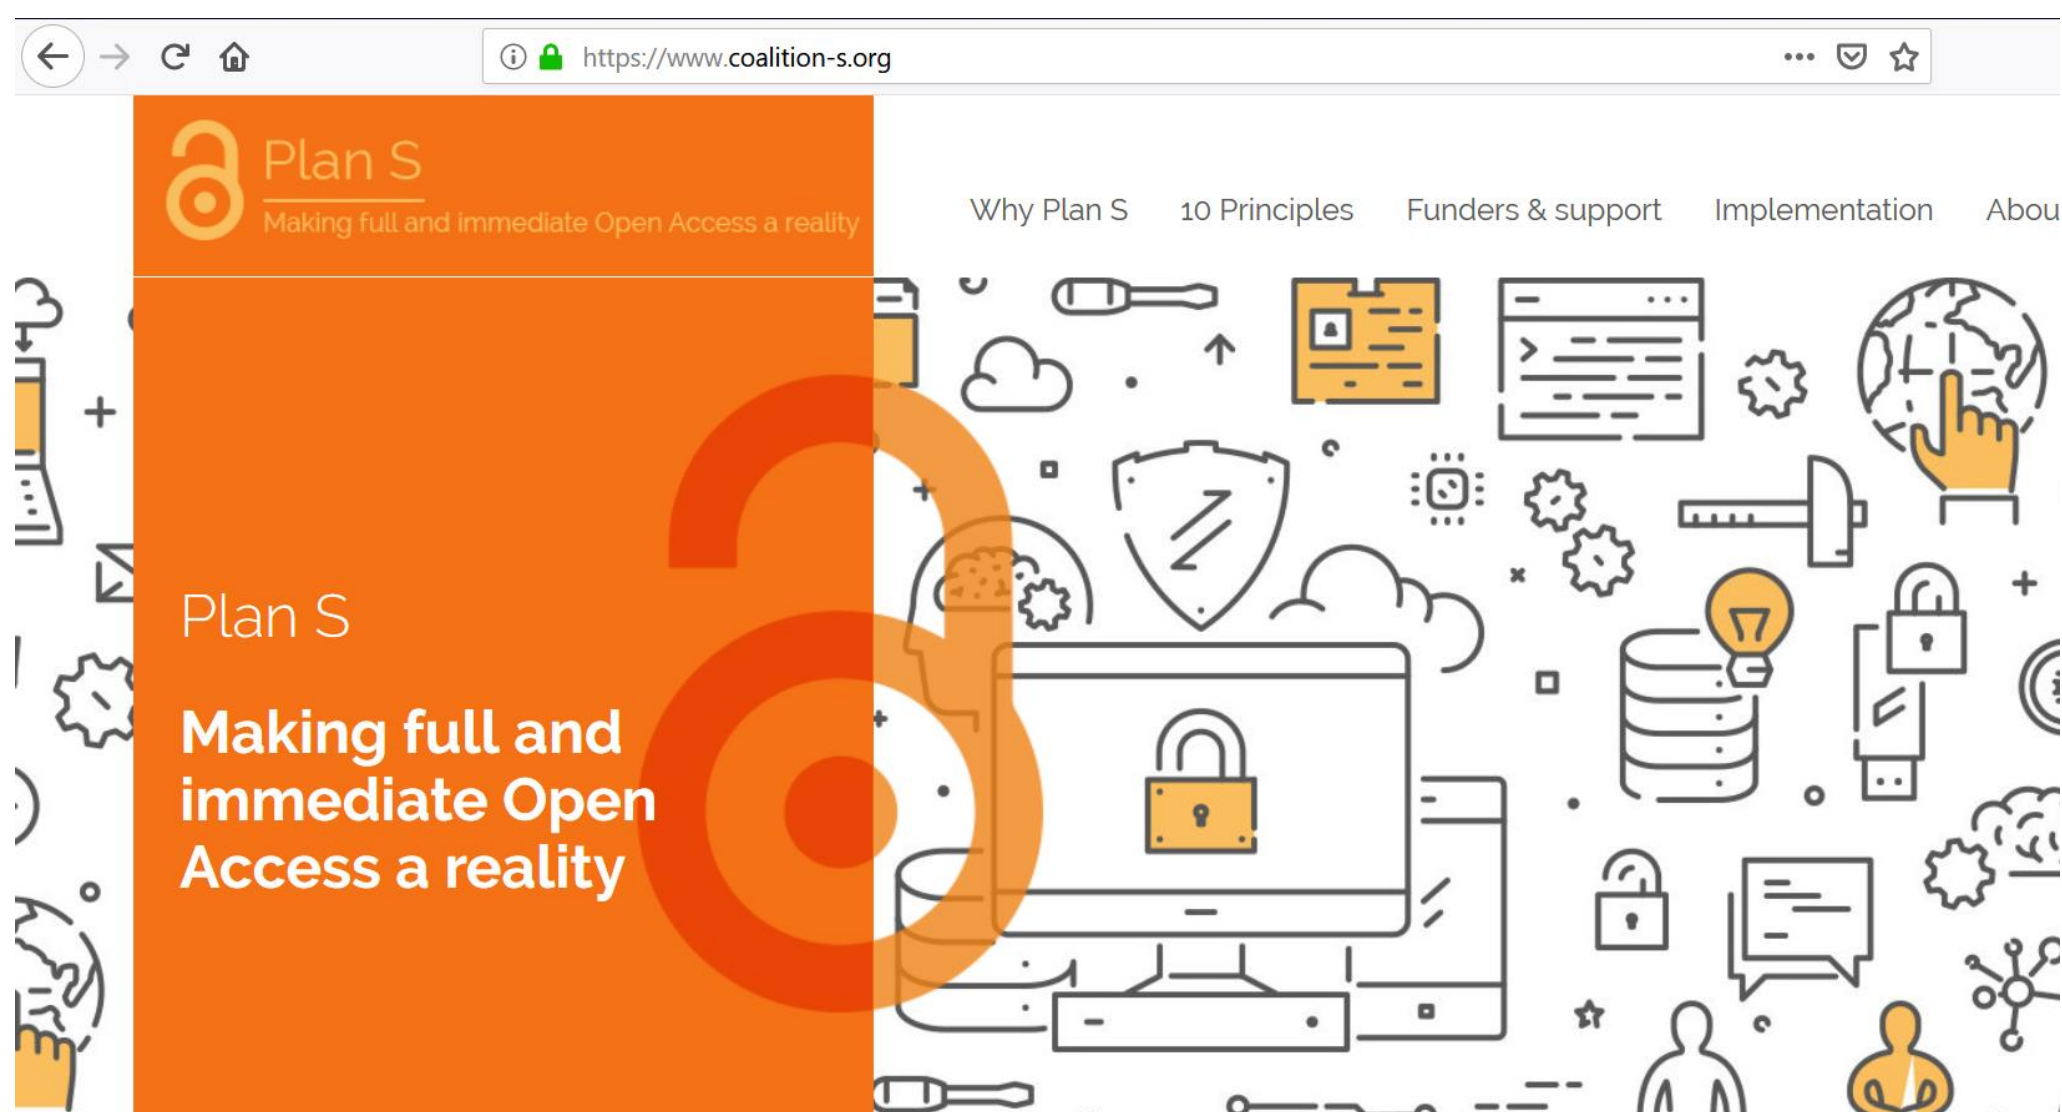 https://www.coalition-s.org
Plan S
Making full and immediate Open Access a reality
Why Plan S 10 Principles Funders & support Implementation Abou
Plan S
Making full and
immediate Open
Access a reality